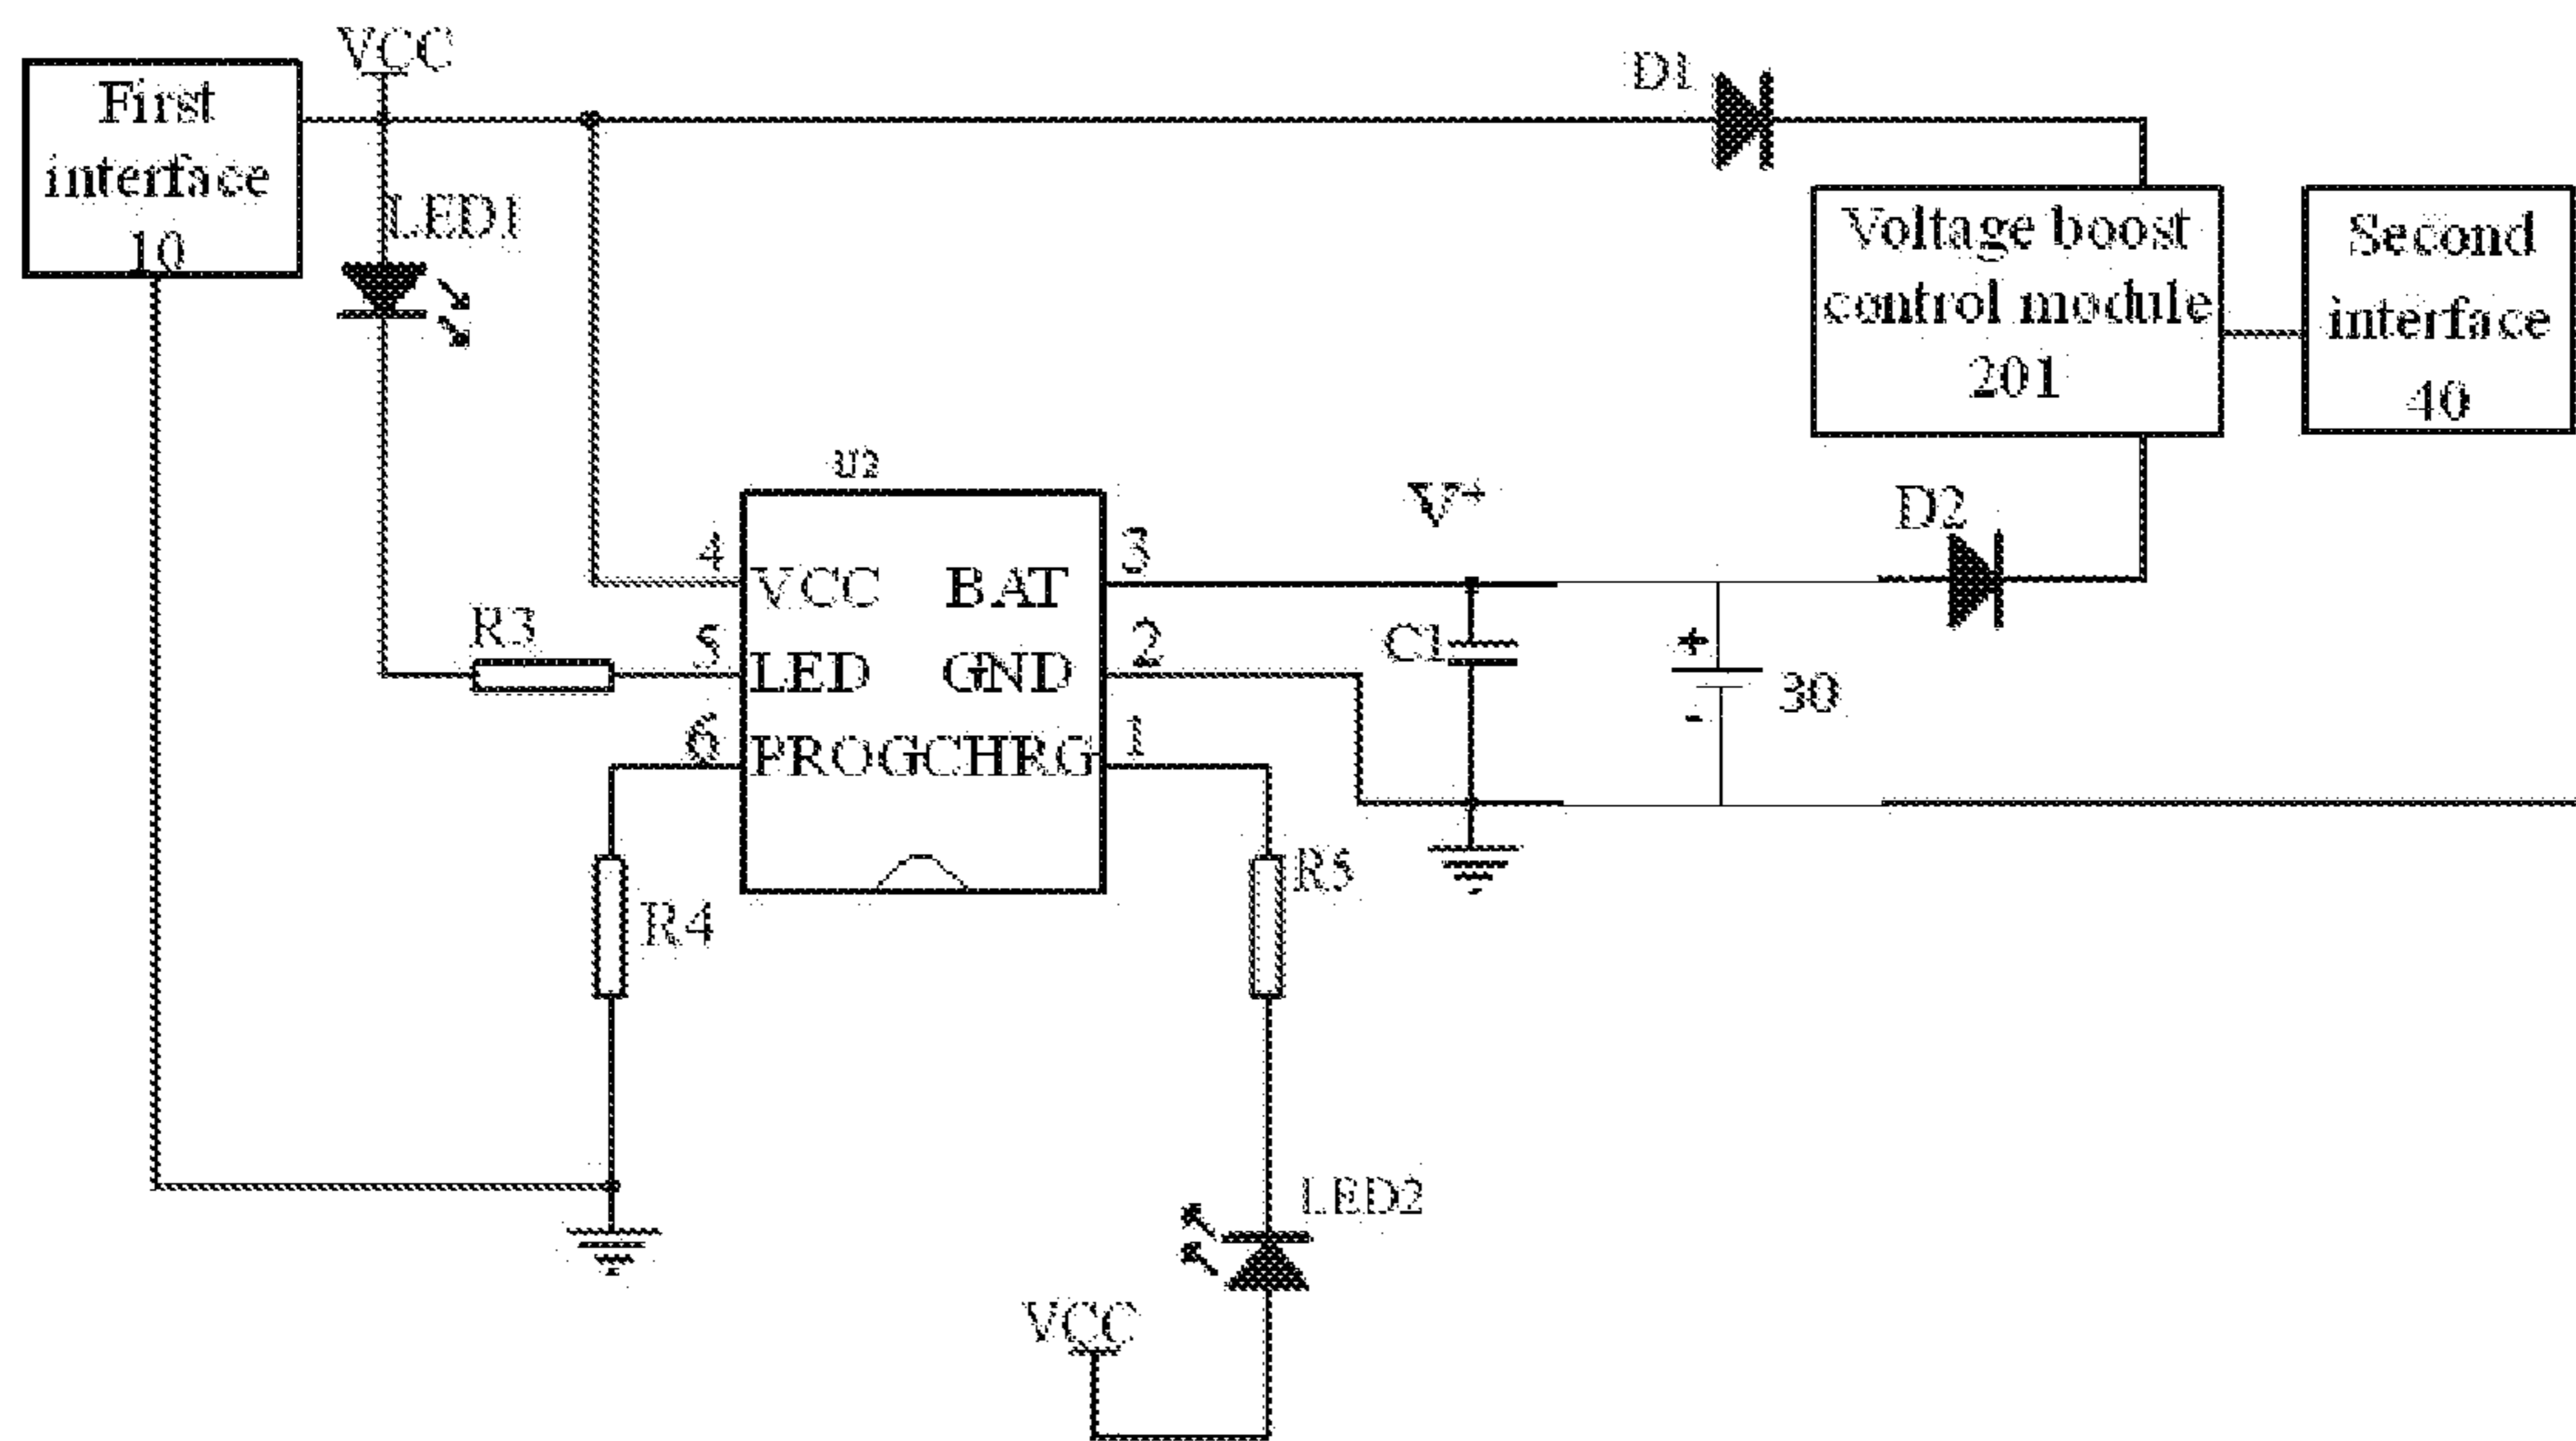 VCC
First
interface
10
D1
LED1
Voltage boost
control module
201
Second
interface
40
U2
V+
D2
4
VCC BAT
3
R3
5
LED GND
2
C1
+
30
-
6
PROG CHRG
1
R4
R5
LED2
VCC